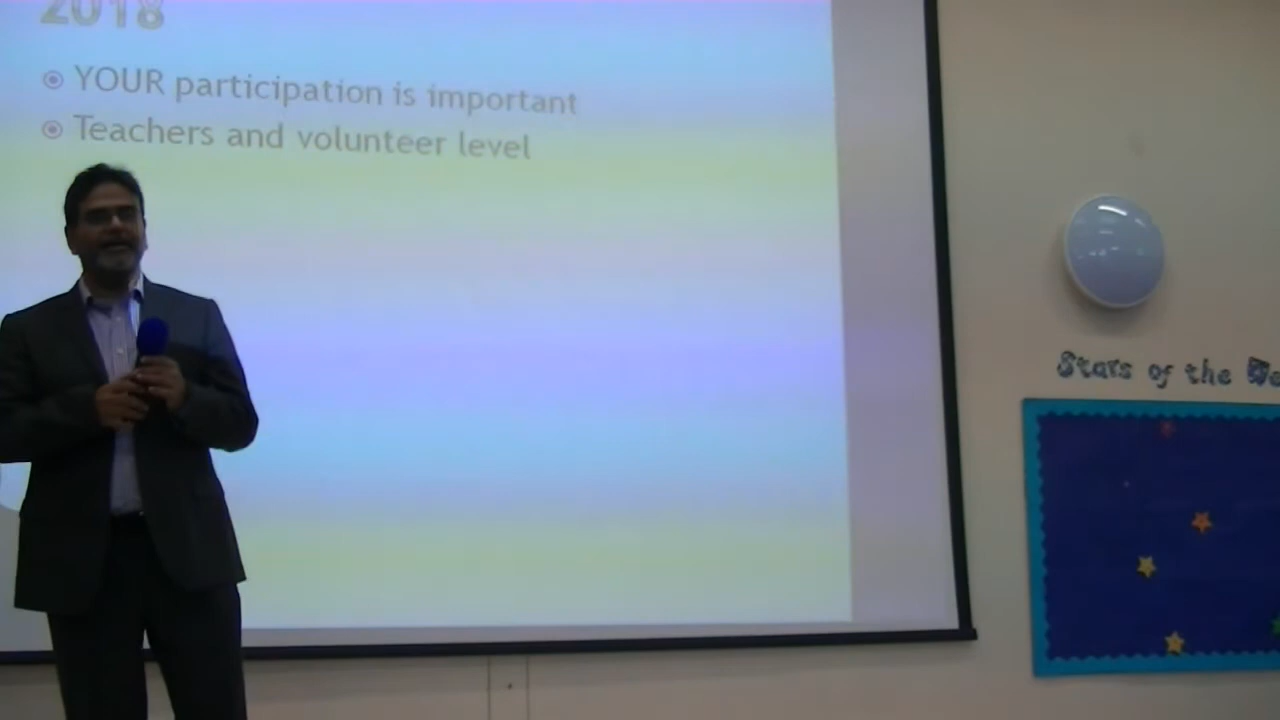 2018
YOUR participation is important
Teachers and volunteer level
Stars of the